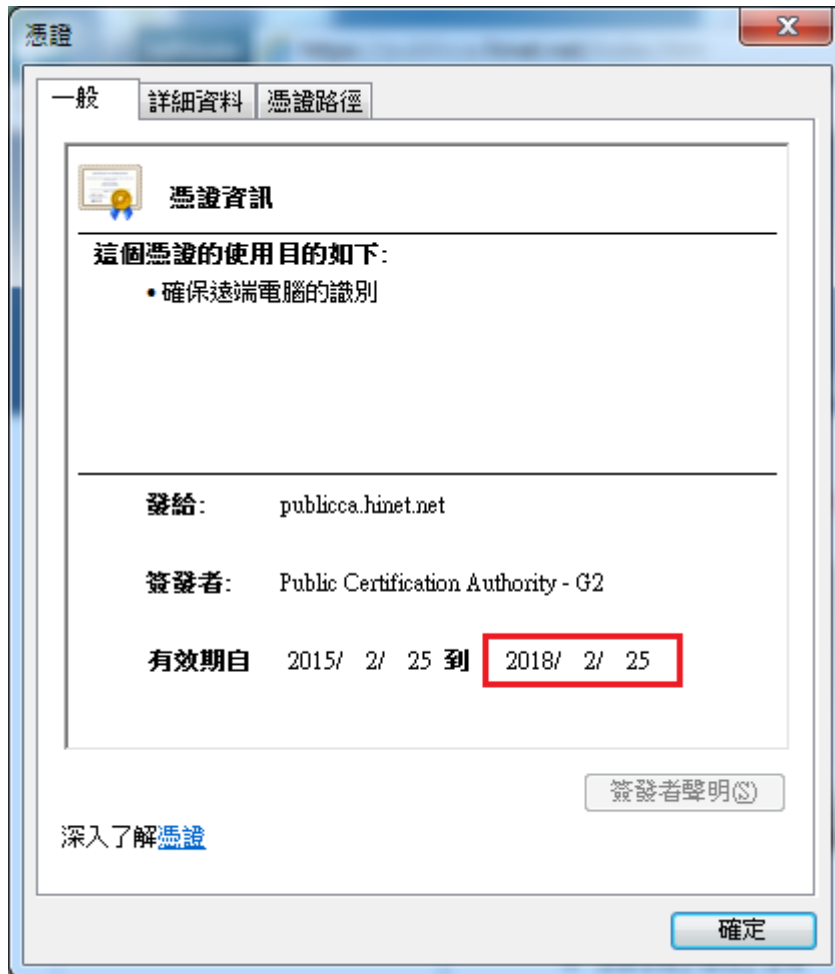 憑證
一般 詳細資料 憑證路徑
憑證資訊
這個憑證的使用目的如下:
•確保遠端電腦的識別
發給: publicca.hinet.net
簽發者: Public Certification Authority - G2
有效期自 2015/ 2/ 25 到 2018/ 2/ 25
簽發者聲明(S)
深入了解憑證
確定